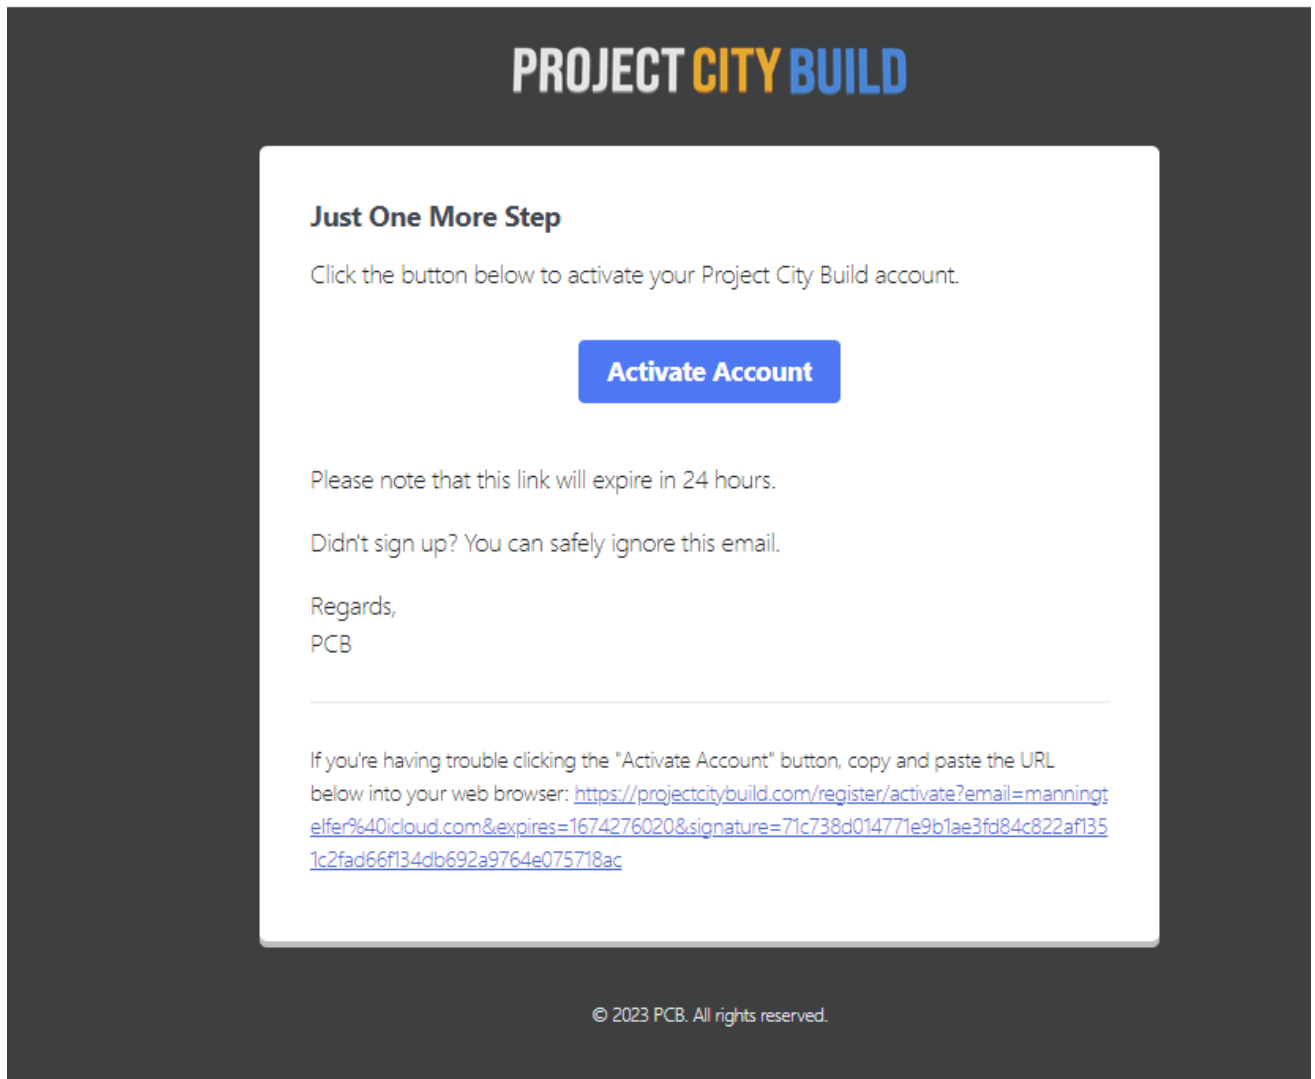 PROJECT CITY BUILD
Just One More Step
Click the button below to activate your Project City Build account.
Activate Account
Please note that this link will expire in 24 hours.
Didn't sign up? You can safely ignore this email.
Regards,
PCB
If you're having trouble clicking the "Activate Account" button, copy and paste the URL
below into your web browser: https://projectcitybuild.com/register/activate?email=manningt
elfer%40icloud.com&expires=1674276020&signature=71c738d014771e9b1ae3fd84c822af135
1c2fad66f134db692a9764e075718ac
© 2023 PCB. All rights reserved.